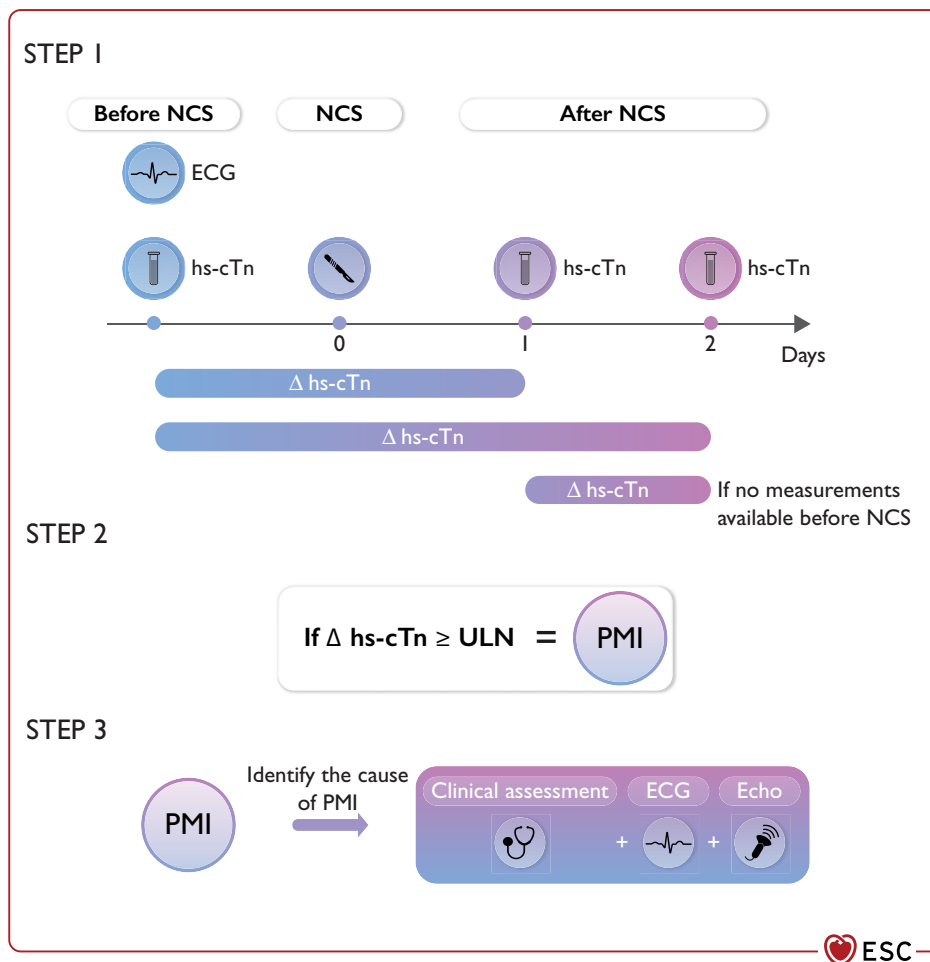 STEP 1
Before NCS
NCS
After NCS
ECG
hs-cTn
hs-cTn
hs-cTn
0
1
2
Days
Δ hs-cTn
Δ hs-cTn
Δ hs-cTn
If no measurements
available before NCS
STEP 2
If Δ hs-cTn ≥ ULN = PMI
STEP 3
PMI
Identify the cause
of PMI
Clinical assessment
ECG
Echo
+
+
ESC